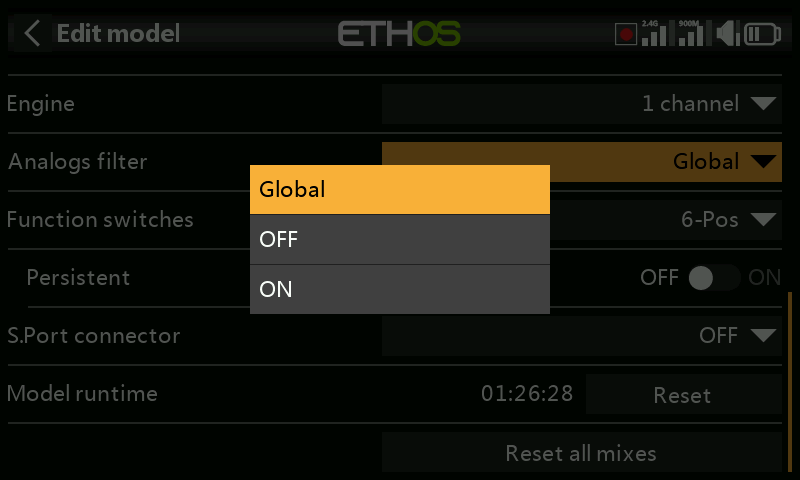 Edit model
ETHOS
2.4G
900M
Engine
1 channel
Analogs filter
Global
Global
OFF
ON
Function switches
6-Pos
Persistent
OFF
ON
S.Port connector
OFF
Model runtime
01:26:28
Reset
Reset all mixes